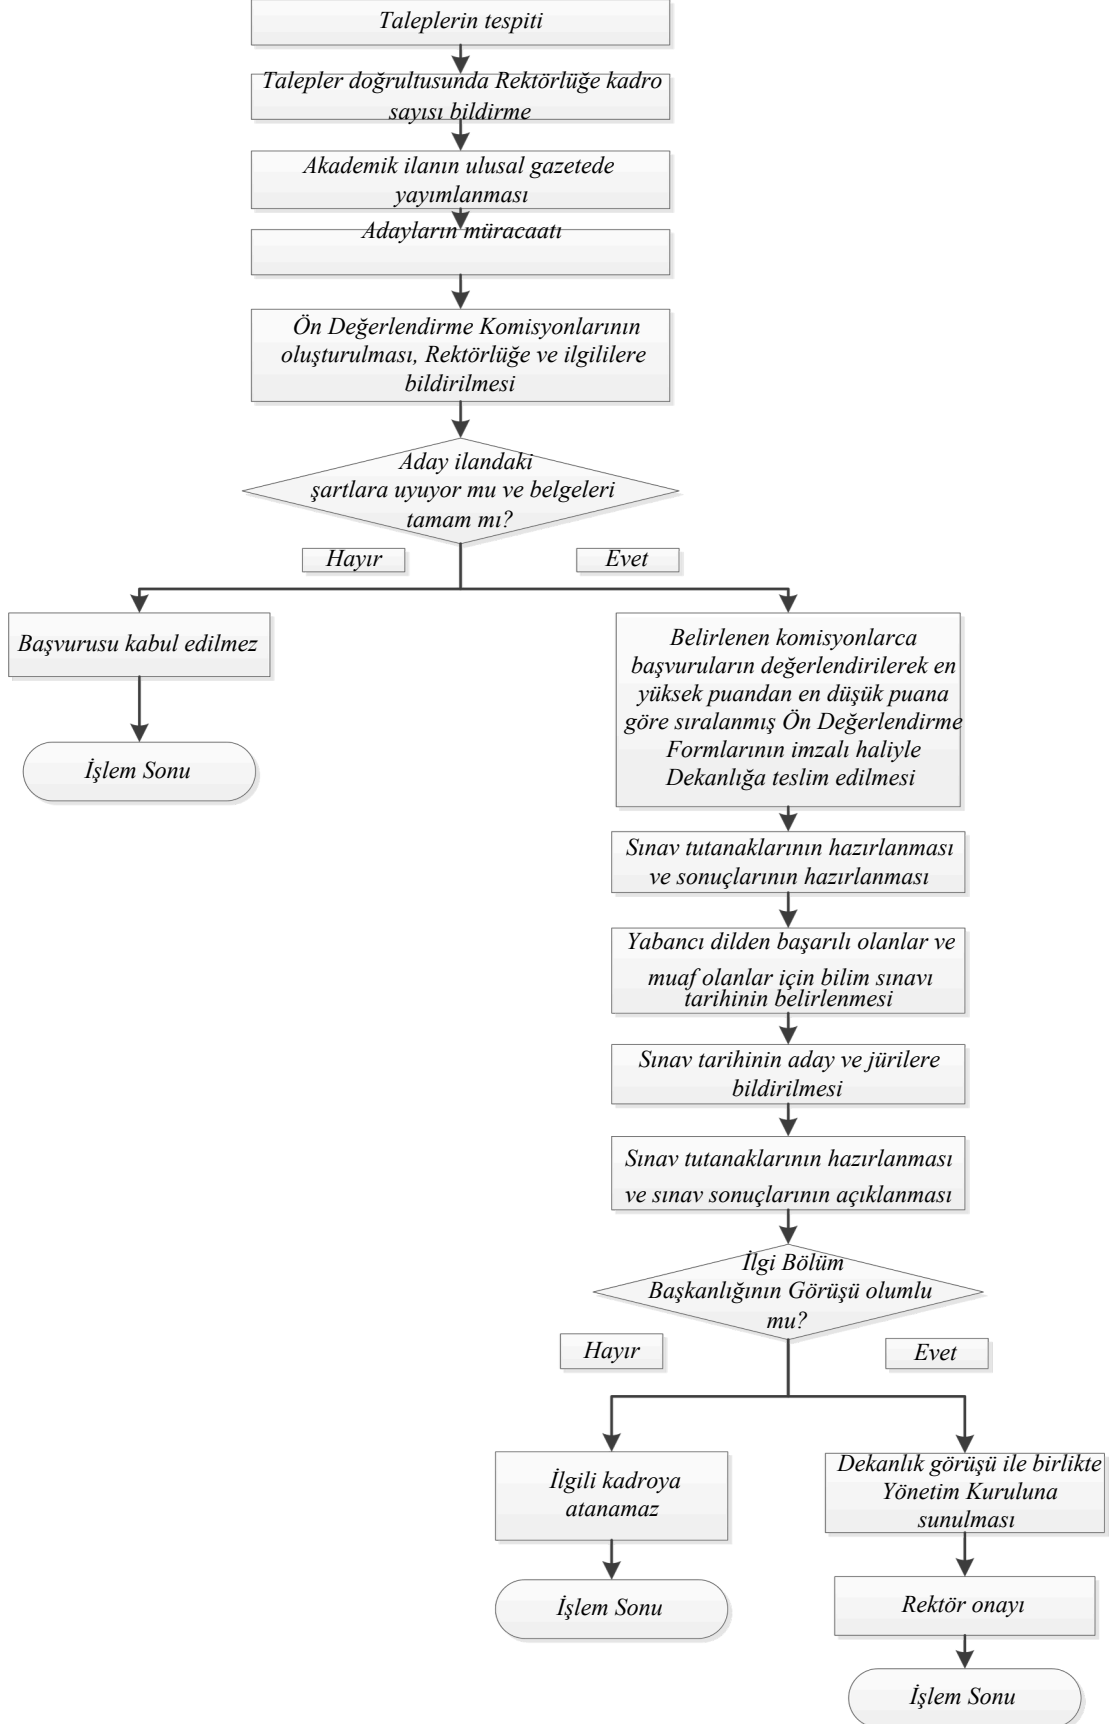 Taleplerin tespiti
Talepler doğrultusunda Rektörlüğe kadro
sayısı bildirme
Akademik ilanın ulusal gazetede
yayımlanması
Adayların müracaatı
Ön Değerlendirme Komisyonlarının
oluşturulması, Rektörlüğe ve ilgililere
bildirilmesi
Aday ilandaki
şartlara uyuyor mu ve belgeleri
tamam mı?
Hayır
Evet
Başvurusu kabul edilmez
İşlem Sonu
Belirlenen komisyonlarca
başvuruların değerlendirilerek en
yüksek puandan en düşük puana
göre sıralanmış Ön Değerlendirme
Formlarının imzalı haliyle
Dekanlığa teslim edilmesi
Sınav tutanaklarının hazırlanması
ve sonuçlarının hazırlanması
Yabancı dilden başarılı olanlar ve
muaf olanlar için bilim sınavı
tarihinin belirlenmesi
Sınav tarihinin aday ve jürilere
bildirilmesi
Sınav tutanaklarının hazırlanması
ve sınav sonuçlarının açıklanması
İlgi Bölüm
Başkanlığının Görüşü olumlu
mu?
Hayır
Evet
İlgili kadroya
atanamaz
İşlem Sonu
Dekanlık görüşü ile birlikte
Yönetim Kuruluna
sunulması
Rektör onayı
İşlem Sonu